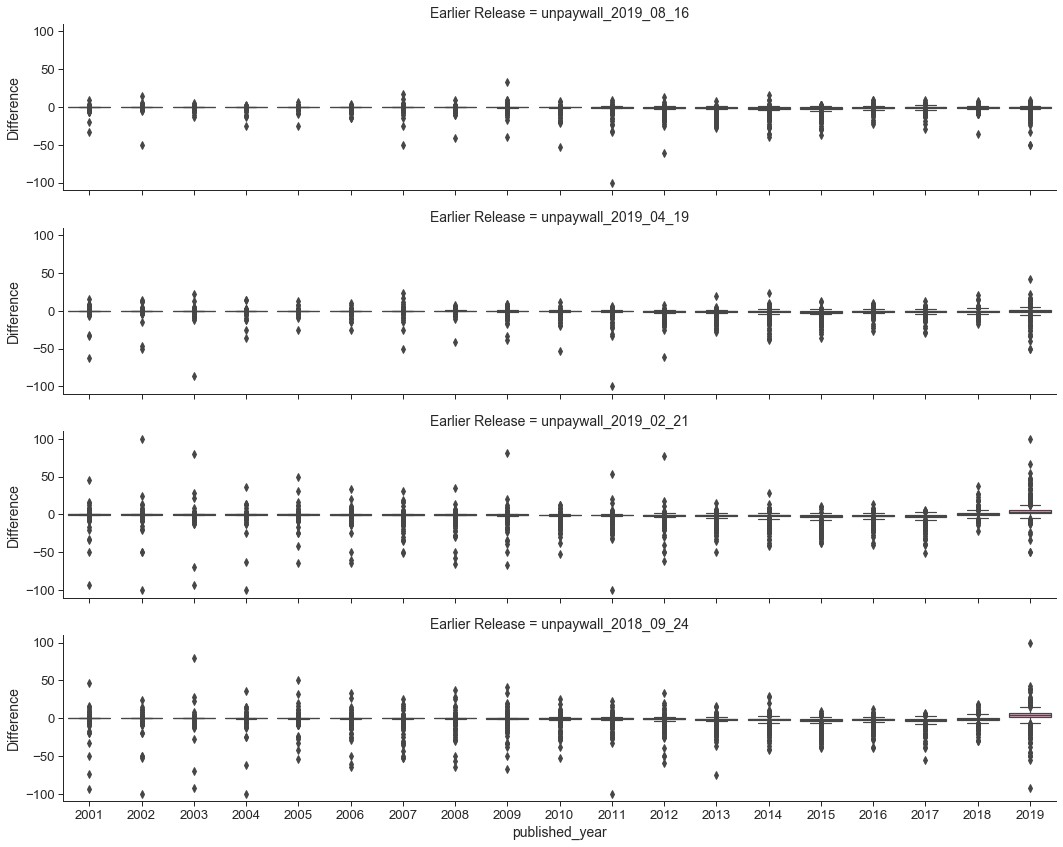 Earlier Release = unpaywall_2019_08_16
100
50
0
−50
−100
Difference
Earlier Release = unpaywall_2019_04_19
100
50
0
−50
−100
Difference
Earlier Release = unpaywall_2019_02_21
100
50
0
−50
−100
Difference
Earlier Release = unpaywall_2018_09_24
100
50
0
−50
−100
Difference
2001 2002 2003 2004 2005 2006 2007 2008 2009 2010 2011 2012 2013 2014 2015 2016 2017 2018 2019
published_year